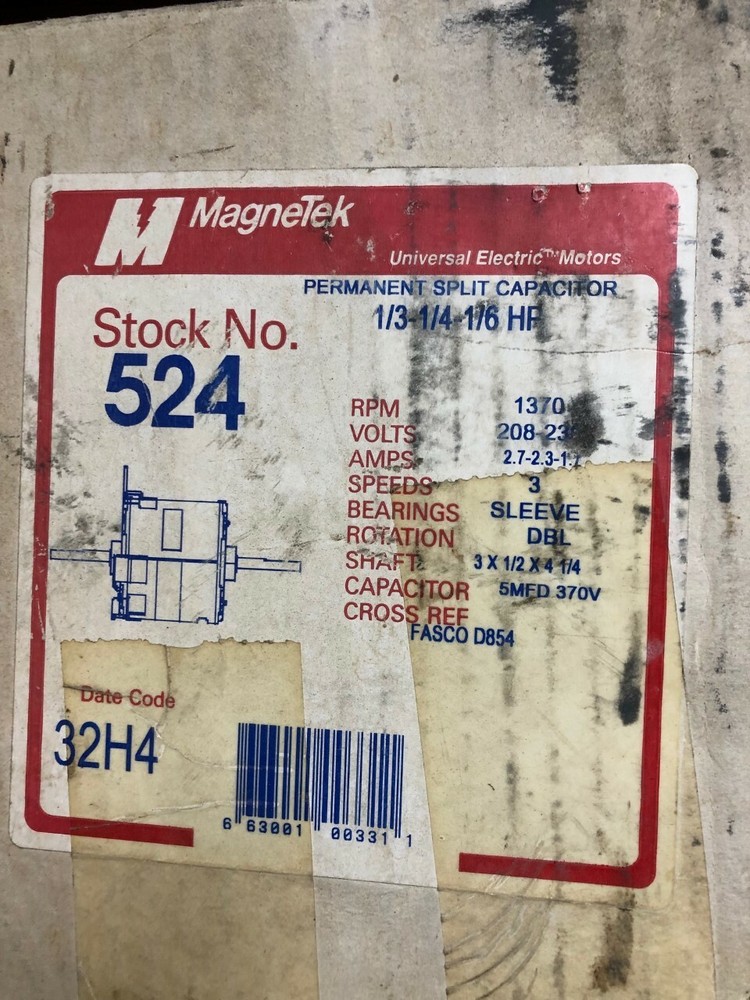 MagneTek
Universal Electric™ Motors
PERMANENT SPLIT CAPACITOR
1/3-1/4-1/6 HP
Stock No.
524
RPM 1370
VOLTS
AMPS
SPEEDS 3
BEARINGS SLEEVE
ROTATION DBL
SHAFT 3 X 1/2 X 4 1/4
CAPACITOR 5MFD 370V
CROSS REF
FASCO D854
Date Code
32H4
6 63001 00331 1